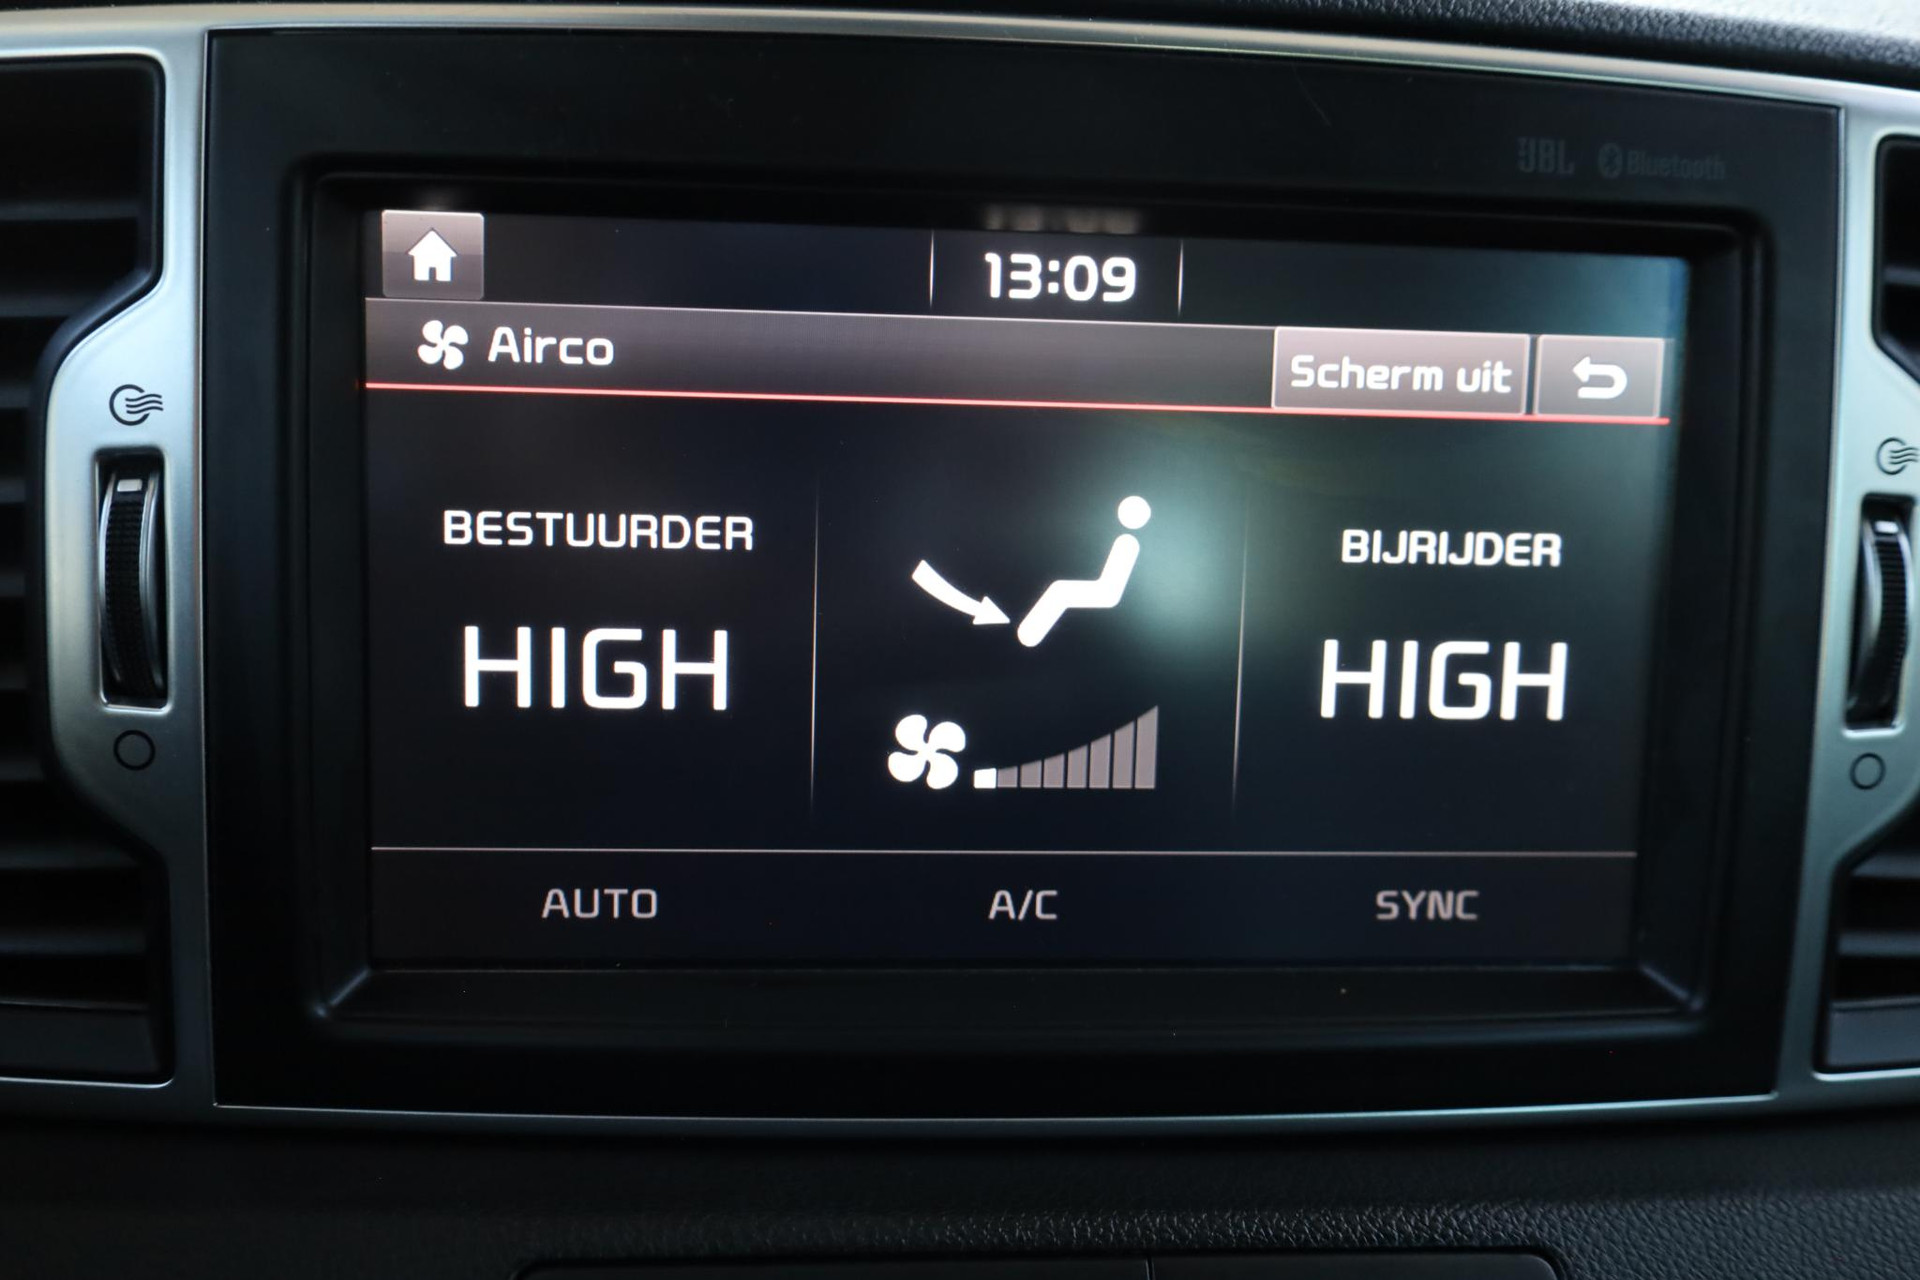 JBL Bluetooth
13:09
Airco
Scherm uit
BESTUURDER
BIJRIJDER
HIGH
HIGH
AUTO A/C SYNC